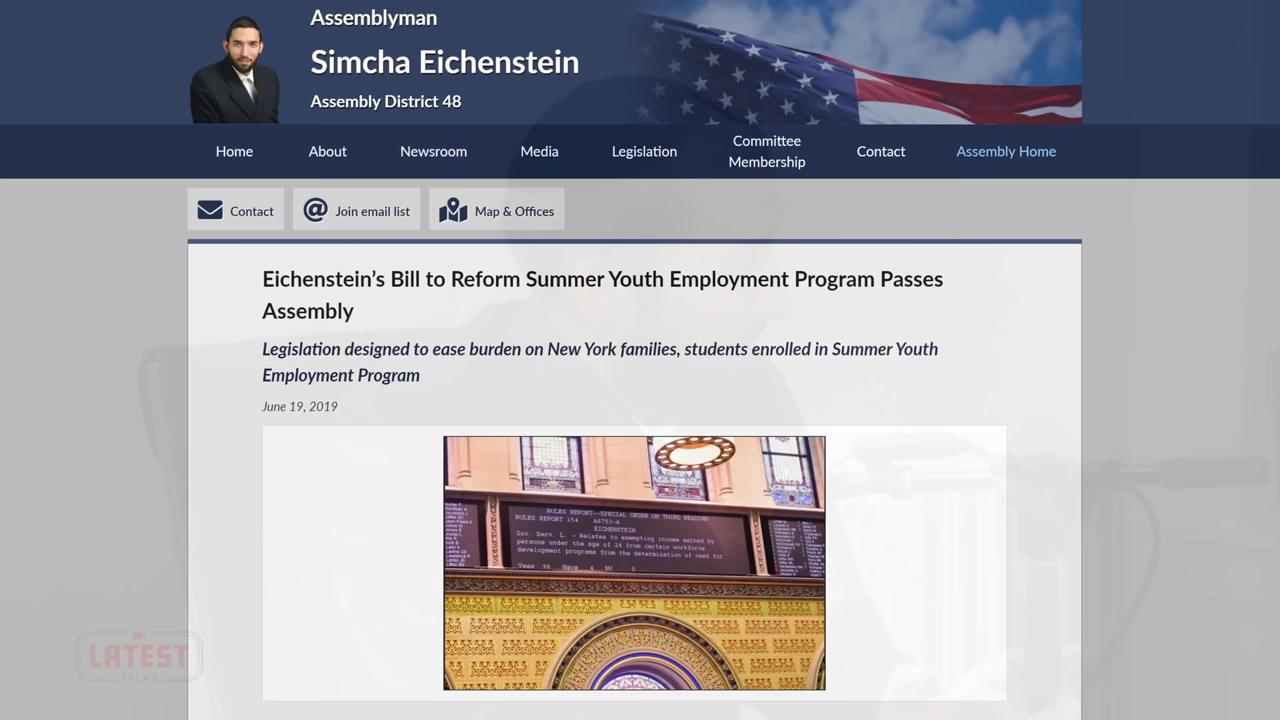 Assemblyman
Simcha Eichenstein
Assembly District 48
Home
About
Newsroom
Media
Legislation
Committee
Membership
Contact
Assembly Home
Contact
Join email list
Map & Offices
Eichenstein’s Bill to Reform Summer Youth Employment Program Passes
Assembly
Legislation designed to ease burden on New York families, students enrolled in Summer Youth
Employment Program
June 19, 2019
RULES REPORT--SPECIAL ORDER ON THIRD READING
RULES REPORT 154 A6753-A
EICHENSTEIN
Soc. Serv L. - Relates to exempting income earned by
persons under the age of 24 from certain workforce
development programs from the determination of need for
LATEST
TALKS